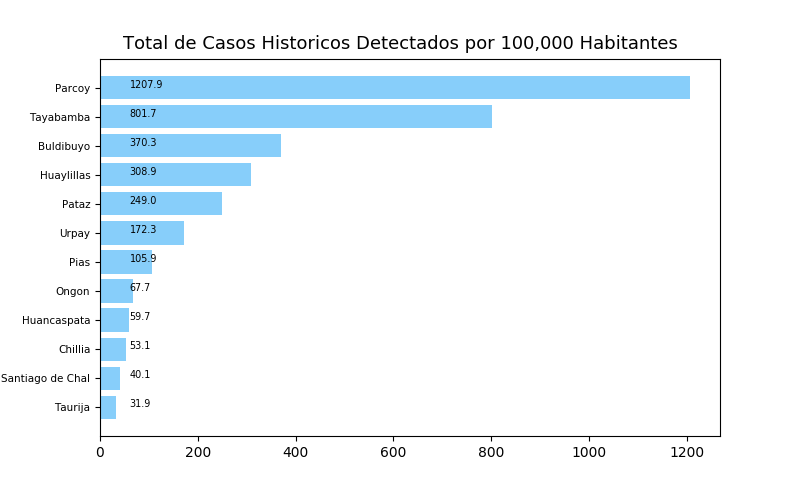 Total de Casos Historicos Detectados por 100,000 Habitantes
Parcoy 1207.9
Tayabamba 801.7
Buldibuyo 370.3
Huaylillas 308.9
Pataz 249.0
Urpay 172.3
Pias 105.9
Ongon 67.7
Huancaspata 59.7
Chillia 53.1
Santiago de Chal 40.1
Taurija 31.9
0 200 400 600 800 1000 1200